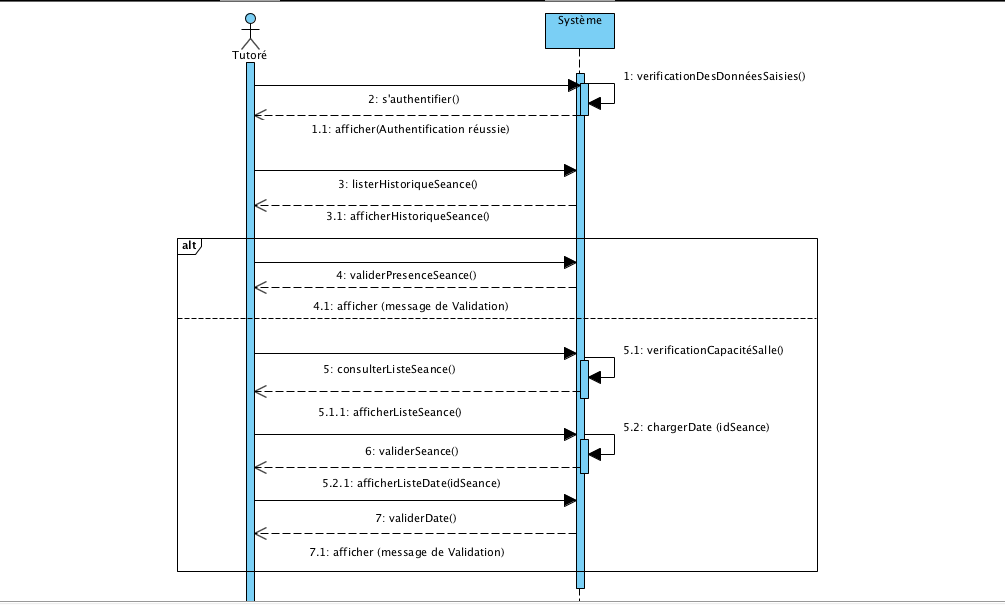 Système
Tutoré
1: verificationDesDonnéesSaisies()
2: s'authentifier()
1.1: afficher(Authentification réussie)
3: listerHistoriqueSeance()
3.1: afficherHistoriqueSeance()
alt
4: validerPresenceSeance()
4.1: afficher (message de Validation)
5.1: verificationCapacitéSalle()
5: consulterListeSeance()
5.1.1: afficherListeSeance()
5.2: chargerDate (idSeance)
6: validerSeance()
5.2.1: afficherListeDate(idSeance)
7: validerDate()
7.1: afficher (message de Validation)